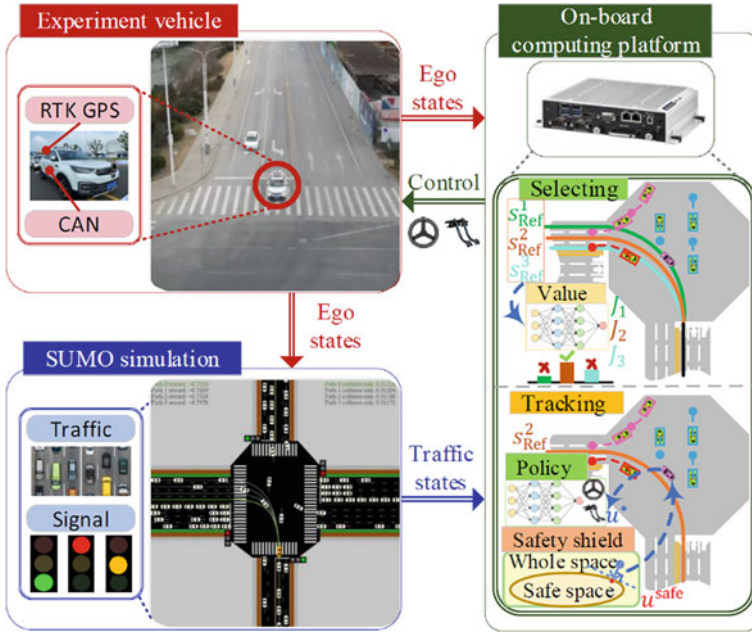 Experiment vehicle
RTK GPS
CAN
Ego
states
Control
Ego
states
On-board
computing platform
Selecting
S¹Ref
S²Ref
S³Ref
Value
J₁
J₂
J₃
Tracking
S²Ref
Policy
u
Safety shield
Whole space
Safe space
u^safe
SUMO simulation
Traffic
Signal
Traffic
states